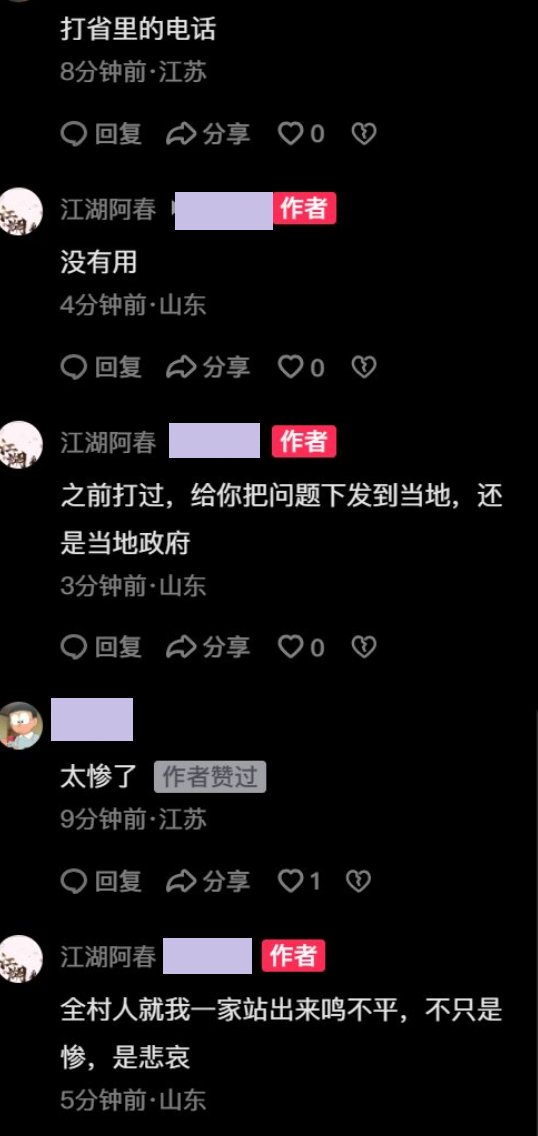 打省里的电话
8分钟前·江苏
回复 分享 0
江湖阿春 作者
没有用
4分钟前·山东
回复 分享 0
江湖阿春 作者
之前打过，给你把问题下发到当地，还
是当地政府
3分钟前·山东
回复 分享 0
太惨了 作者赞过
9分钟前·江苏
回复 分享 1
江湖阿春 作者
全村人就我一家站出来鸣不平，不只是
惨，是悲哀
5分钟前·山东